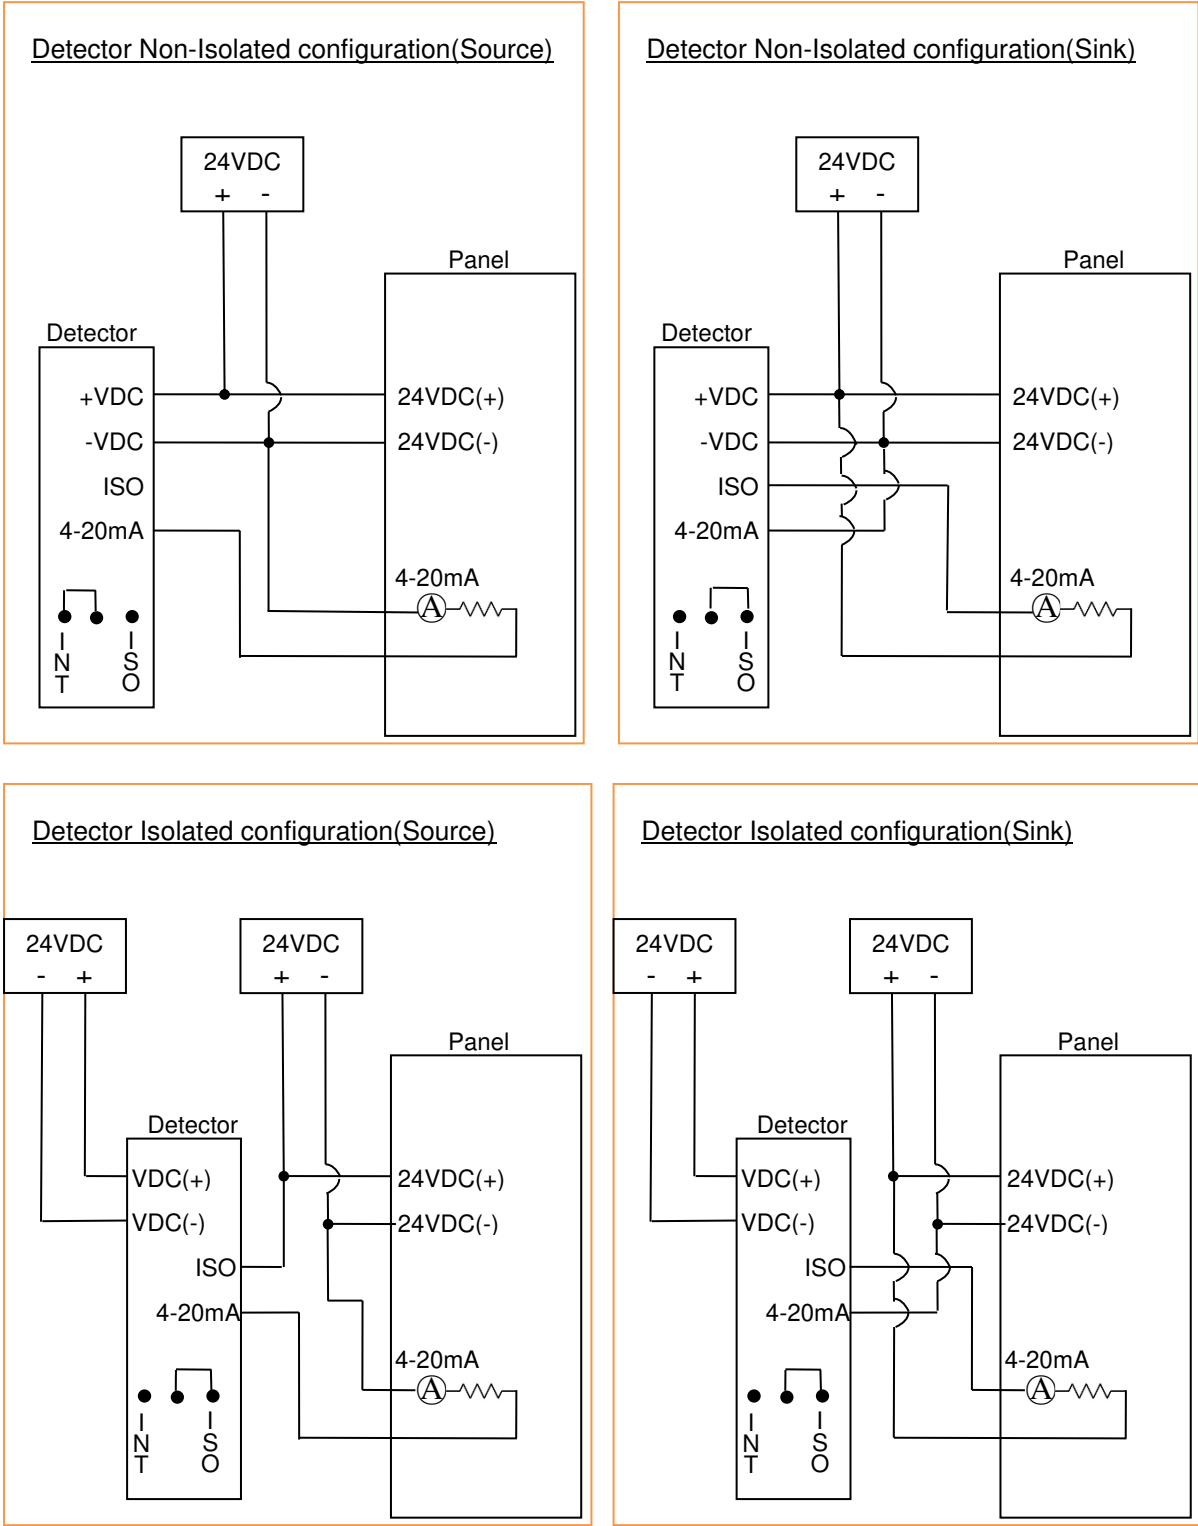 Detector Non-Isolated configuration(Source)
24VDC
+ -
Panel
Detector
+VDC
24VDC(+)
-VDC
24VDC(-)
ISO
4-20mA
4-20mA
A
INT
ISO
Detector Non-Isolated configuration(Sink)
24VDC
+ -
Panel
Detector
+VDC
24VDC(+)
-VDC
24VDC(-)
ISO
4-20mA
4-20mA
A
INT
ISO
Detector Isolated configuration(Source)
24VDC
- +
24VDC
+ -
Panel
Detector
VDC(+)
24VDC(+)
VDC(-)
24VDC(-)
ISO
4-20mA
4-20mA
A
INT
ISO
Detector Isolated configuration(Sink)
24VDC
- +
24VDC
+ -
Panel
Detector
VDC(+)
24VDC(+)
VDC(-)
24VDC(-)
ISO
4-20mA
4-20mA
A
INT
ISO